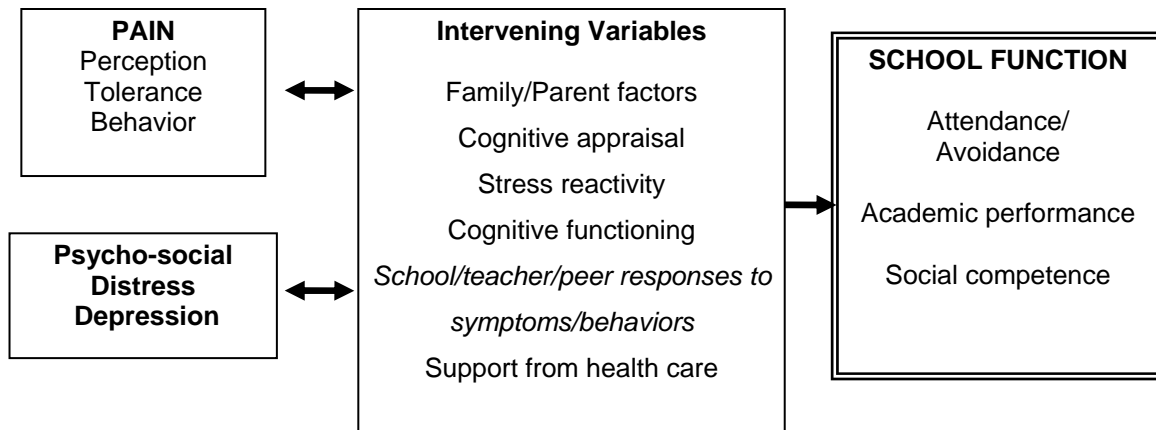 PAIN
Perception
Tolerance
Behavior
Psycho-social
Distress
Depression
Intervening Variables
Family/Parent factors
Cognitive appraisal
Stress reactivity
Cognitive functioning
School/teacher/peer responses to
symptoms/behaviors
Support from health care
SCHOOL FUNCTION
Attendance/
Avoidance
Academic performance
Social competence